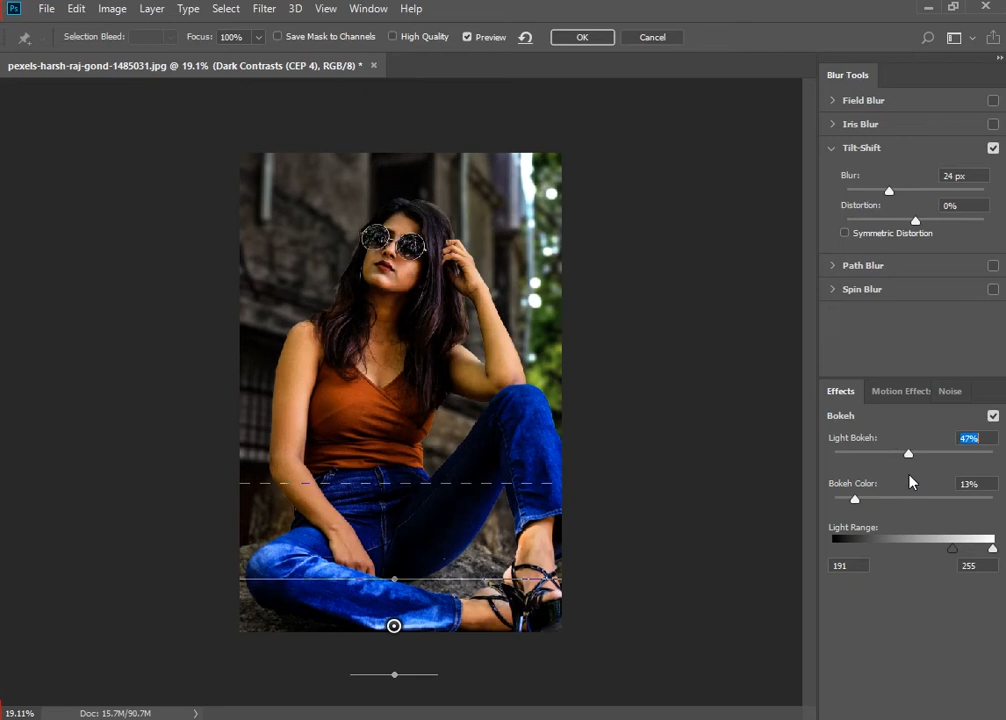 Ps Edit Image Layer Type Select Filter 3D View Window Help
File
Selection Bleed: Focus: 100% Save Mask to Channels High Quality Preview OK Cancel
pexels-harsh-raj-gond-1485031.jpg @ 19.1% (Dark Contrasts (CEP 4), RGB/8) * ×
Blur Tools
Field Blur
Iris Blur
Tilt-Shift
Blur: 24 px
Distortion: 0%
Symmetric Distortion
Path Blur
Spin Blur
Effects Motion Effects Noise
Bokeh
Light Bokeh: 47%
Bokeh Color: 13%
Light Range:
191 255
19.11% Doc: 15.7M/90.7M